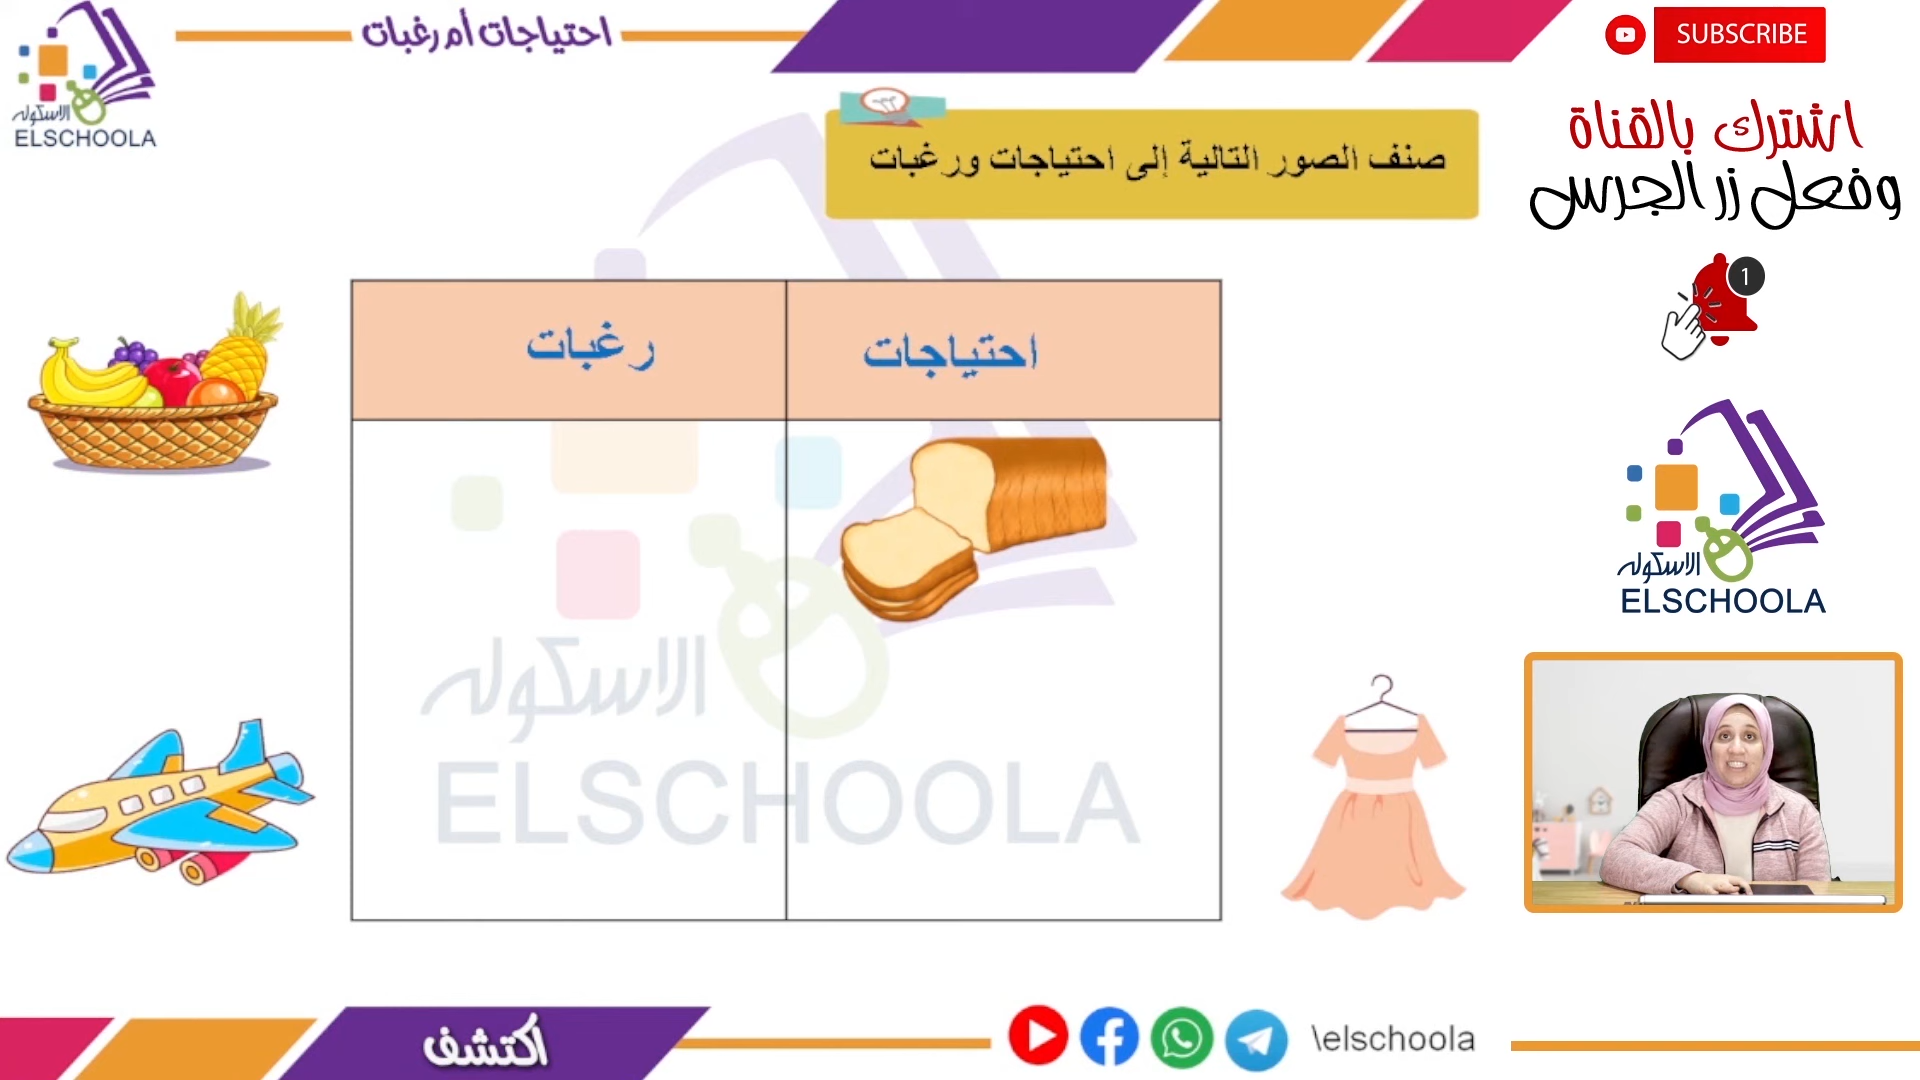 احتياجات أم رغبات
SUBSCRIBE
الاسكوله
ELSCHOOLA
اشترك بالقناة
وفعل زر الجرس
1
صنف الصور التالية إلى احتياجات ورغبات
احتياجات
رغبات
الاسكوله
ELSCHOOLA
الاسكوله
ELSCHOOLA
اكتشف
\elschoola